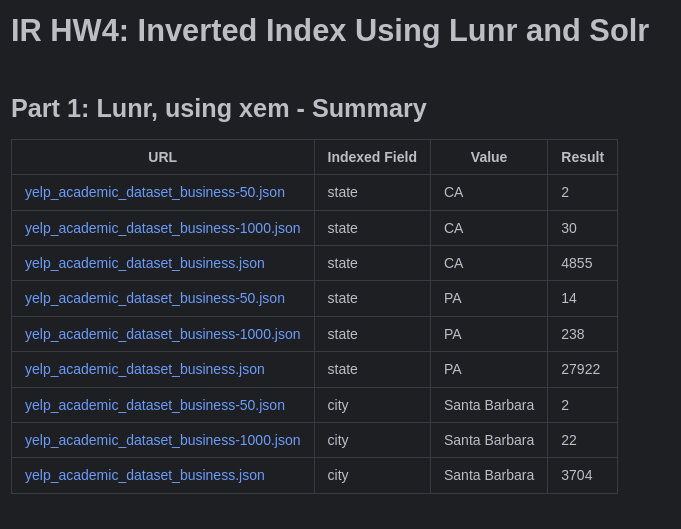 IR HW4: Inverted Index Using Lunr and Solr
Part 1: Lunr, using xem - Summary
URL Indexed Field Value Result
yelp_academic_dataset_business-50.json state CA 2
yelp_academic_dataset_business-1000.json state CA 30
yelp_academic_dataset_business.json state CA 4855
yelp_academic_dataset_business-50.json state PA 14
yelp_academic_dataset_business-1000.json state PA 238
yelp_academic_dataset_business.json state PA 27922
yelp_academic_dataset_business-50.json city Santa Barbara 2
yelp_academic_dataset_business-1000.json city Santa Barbara 22
yelp_academic_dataset_business.json city Santa Barbara 3704